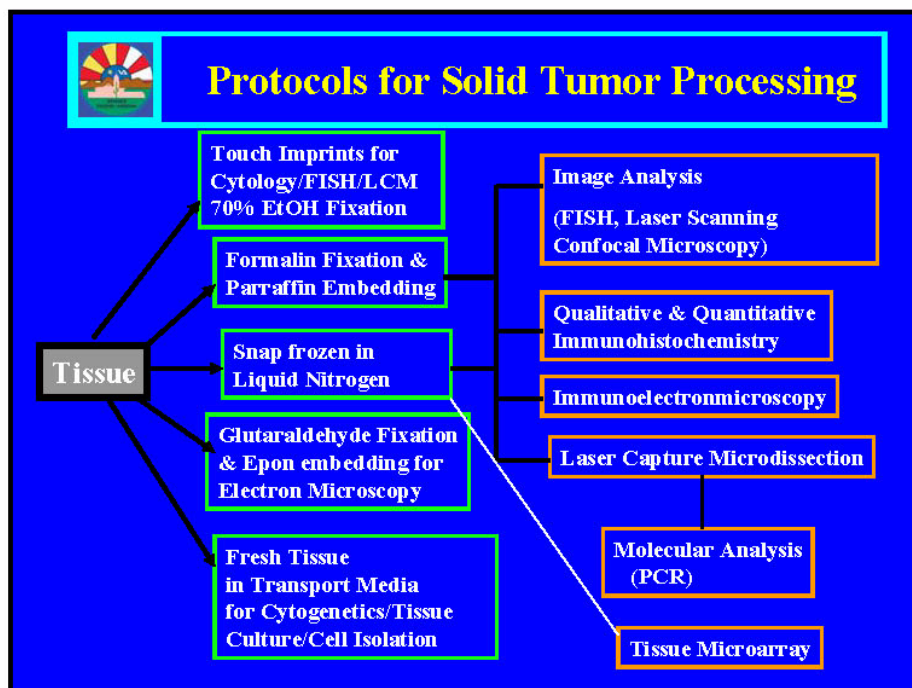 Protocols for Solid Tumor Processing
Touch Imprints for
Cytology/FISH/LCM
70% EtOH Fixation
Formalin Fixation &
Parraffin Embedding
Tissue
Snap frozen in
Liquid Nitrogen
Glutaraldehyde Fixation
& Epon embedding for
Electron Microscopy
Fresh Tissue
in Transport Media
for Cytogenetics/Tissue
Culture/Cell Isolation
Image Analysis
(FISH, Laser Scanning
Confocal Microscopy)
Qualitative & Quantitative
Immunohistochemistry
Immunoelectronmicroscopy
Laser Capture Microdissection
Molecular Analysis
(PCR)
Tissue Microarray